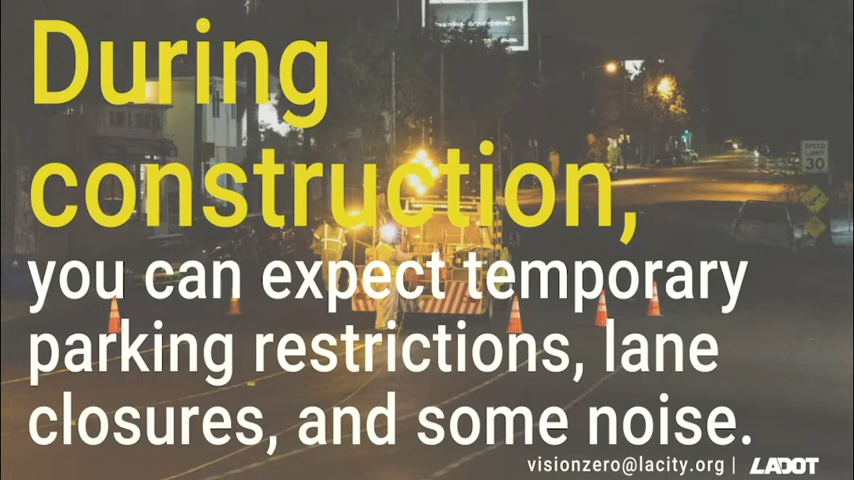 During
construction,
you can expect temporary
parking restrictions, lane
closures, and some noise.
visionzero@lacity.org | LADOT
SPEED
LIMIT
30